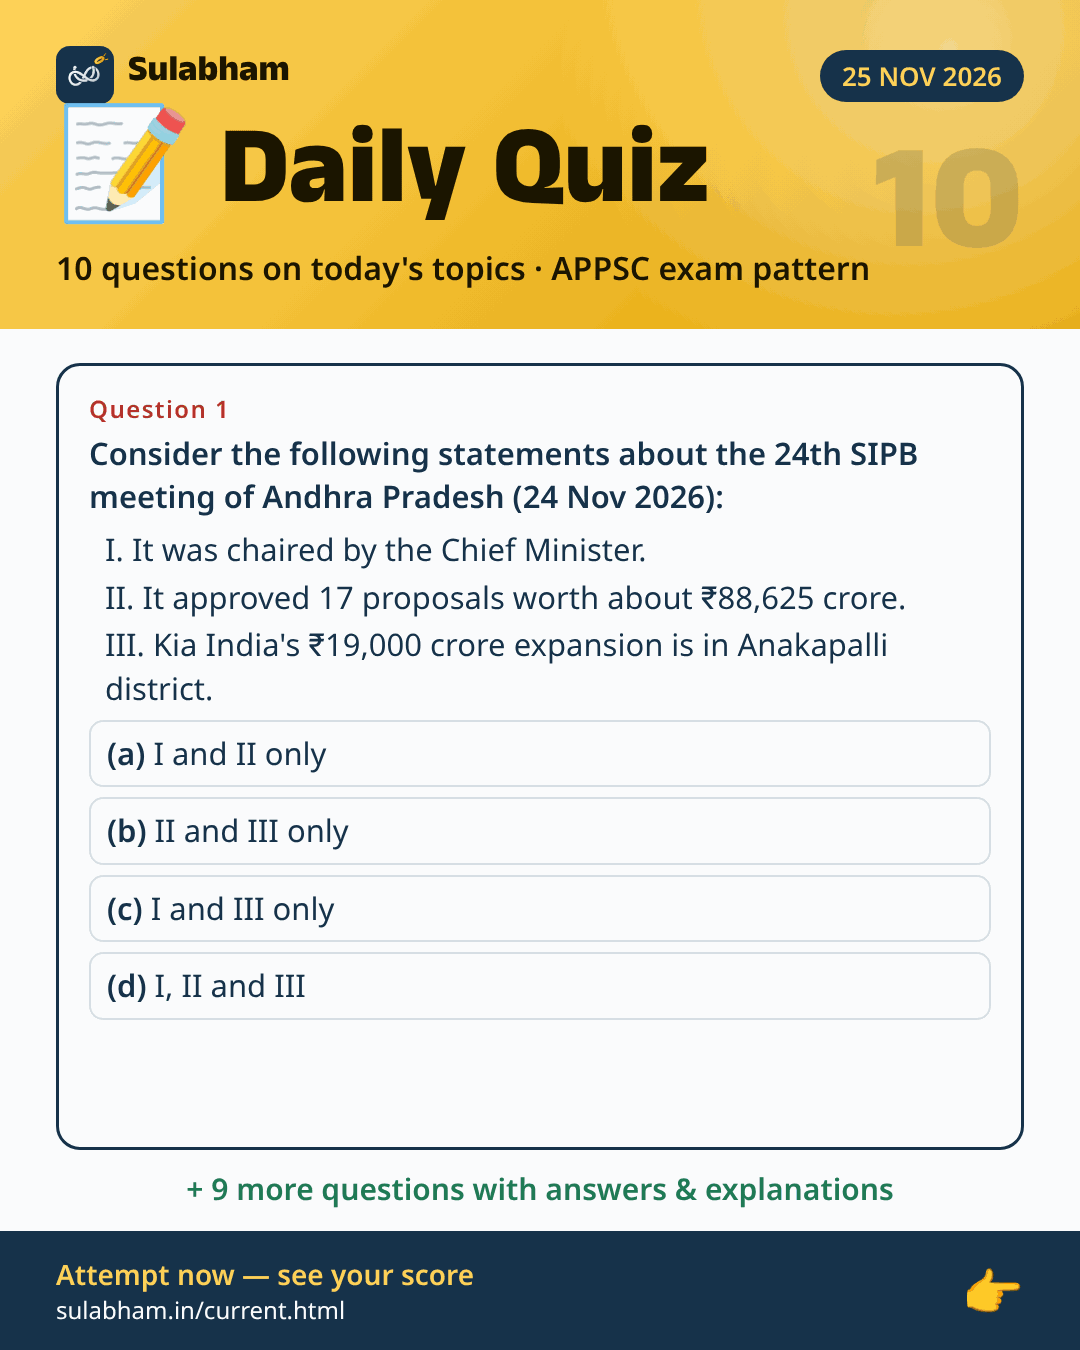 Sulabham
25 NOV 2026
Daily Quiz
10
10 questions on today's topics · APPSC exam pattern
Question 1
Consider the following statements about the 24th SIPB
meeting of Andhra Pradesh (24 Nov 2026):
I. It was chaired by the Chief Minister.
II. It approved 17 proposals worth about ₹88,625 crore.
III. Kia India's ₹19,000 crore expansion is in Anakapalli
district.
(a) I and II only
(b) II and III only
(c) I and III only
(d) I, II and III
+ 9 more questions with answers & explanations
Attempt now — see your score
sulabham.in/current.html